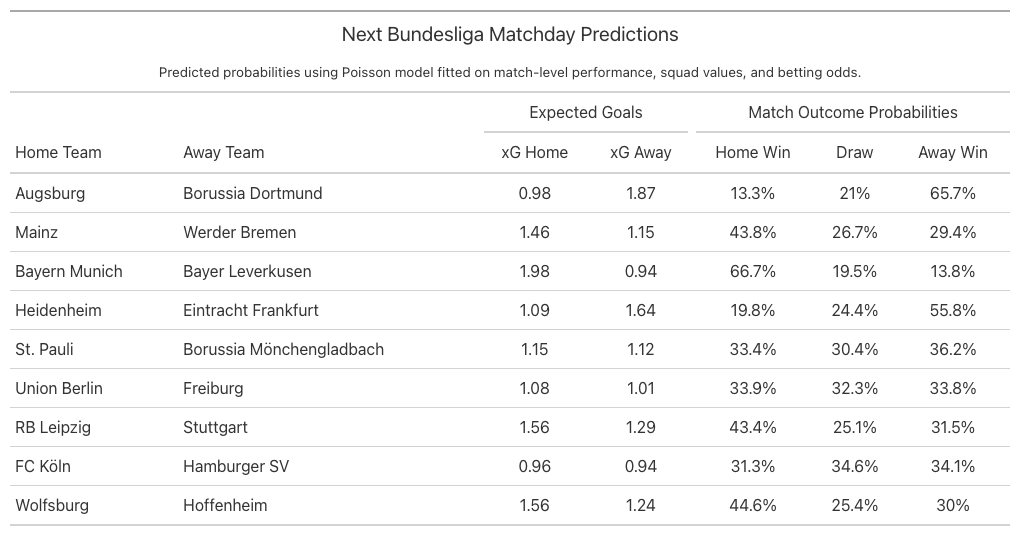 Next Bundesliga Matchday Predictions
Predicted probabilities using Poisson model fitted on match-level performance, squad values, and betting odds.
Expected Goals Match Outcome Probabilities
Home Team Away Team xG Home xG Away Home Win Draw Away Win
Augsburg Borussia Dortmund 0.98 1.87 13.3% 21% 65.7%
Mainz Werder Bremen 1.46 1.15 43.8% 26.7% 29.4%
Bayern Munich Bayer Leverkusen 1.98 0.94 66.7% 19.5% 13.8%
Heidenheim Eintracht Frankfurt 1.09 1.64 19.8% 24.4% 55.8%
St. Pauli Borussia Mönchengladbach 1.15 1.12 33.4% 30.4% 36.2%
Union Berlin Freiburg 1.08 1.01 33.9% 32.3% 33.8%
RB Leipzig Stuttgart 1.56 1.29 43.4% 25.1% 31.5%
FC Köln Hamburger SV 0.96 0.94 31.3% 34.6% 34.1%
Wolfsburg Hoffenheim 1.56 1.24 44.6% 25.4% 30%